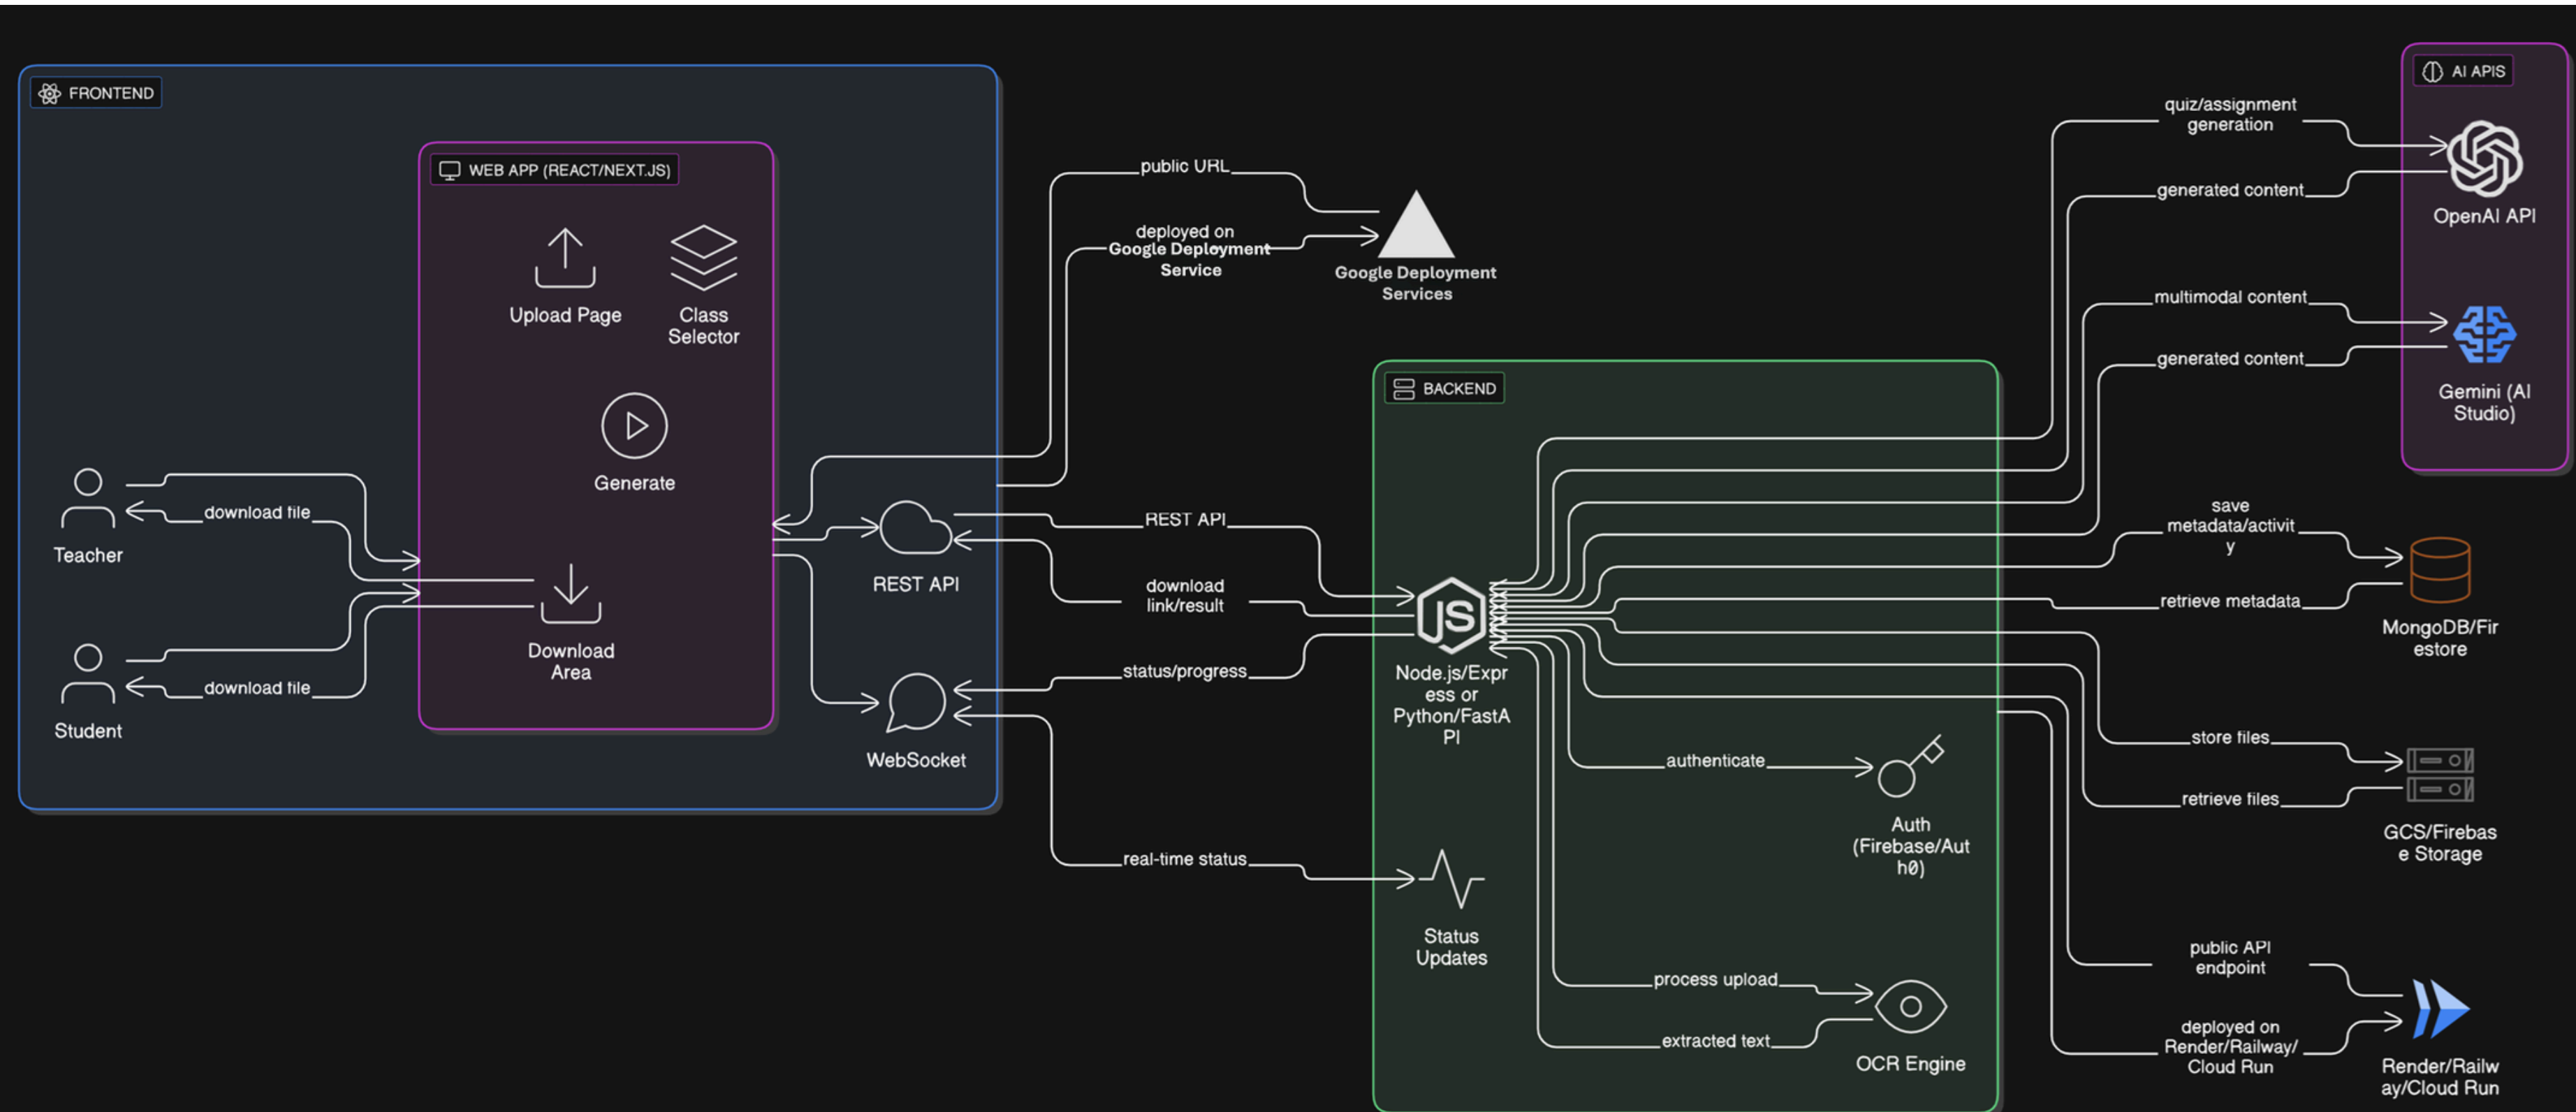 FRONTEND
WEB APP (REACT/NEXT.JS)
Upload Page
Class
Selector
Generate
Teacher
download file
Download
Area
Student
download file
REST API
WebSocket
public URL
deployed on
Google Deployment
Service
Google Deployment
Services
REST API
download
link/result
status/progress
real-time status
BACKEND
JS
Node.js/Expr
ess or
Python/FastA
PI
authenticate
Auth
(Firebase/Aut
h0)
Status
Updates
process upload
extracted text
OCR Engine
AI APIS
quiz/assignment
generation
generated content
OpenAI API
multimodal content
generated content
Gemini (AI
Studio)
save
metadata/activit
y
retrieve metadata
MongoDB/Fir
estore
store files
retrieve files
GCS/Firebas
e Storage
public API
endpoint
deployed on
Render/Railway/
Cloud Run
Render/Railw
ay/Cloud Run